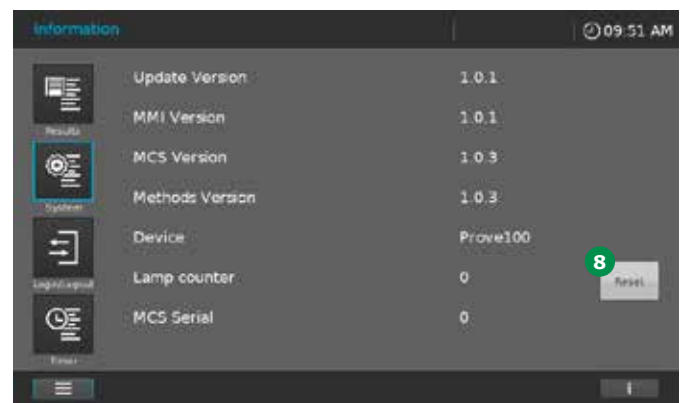 Information 09:51 AM
Update Version 1.0.1
MMI Version 1.0.1
Results
MCS Version 1.0.3
Methods Version 1.0.3
System
Device Prove100
8
Lamp counter 0 Reset
Login/Logout
MCS Serial 0
Timer
i